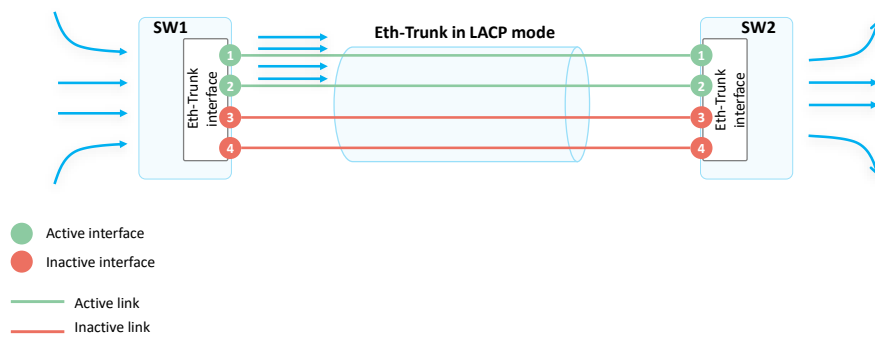 SW1
Eth-Trunk in LACP mode
SW2
Eth-Trunk
interface
1
2
3
4
1
2
3
4
Eth-Trunk
interface
Active interface
Inactive interface
Active link
Inactive link